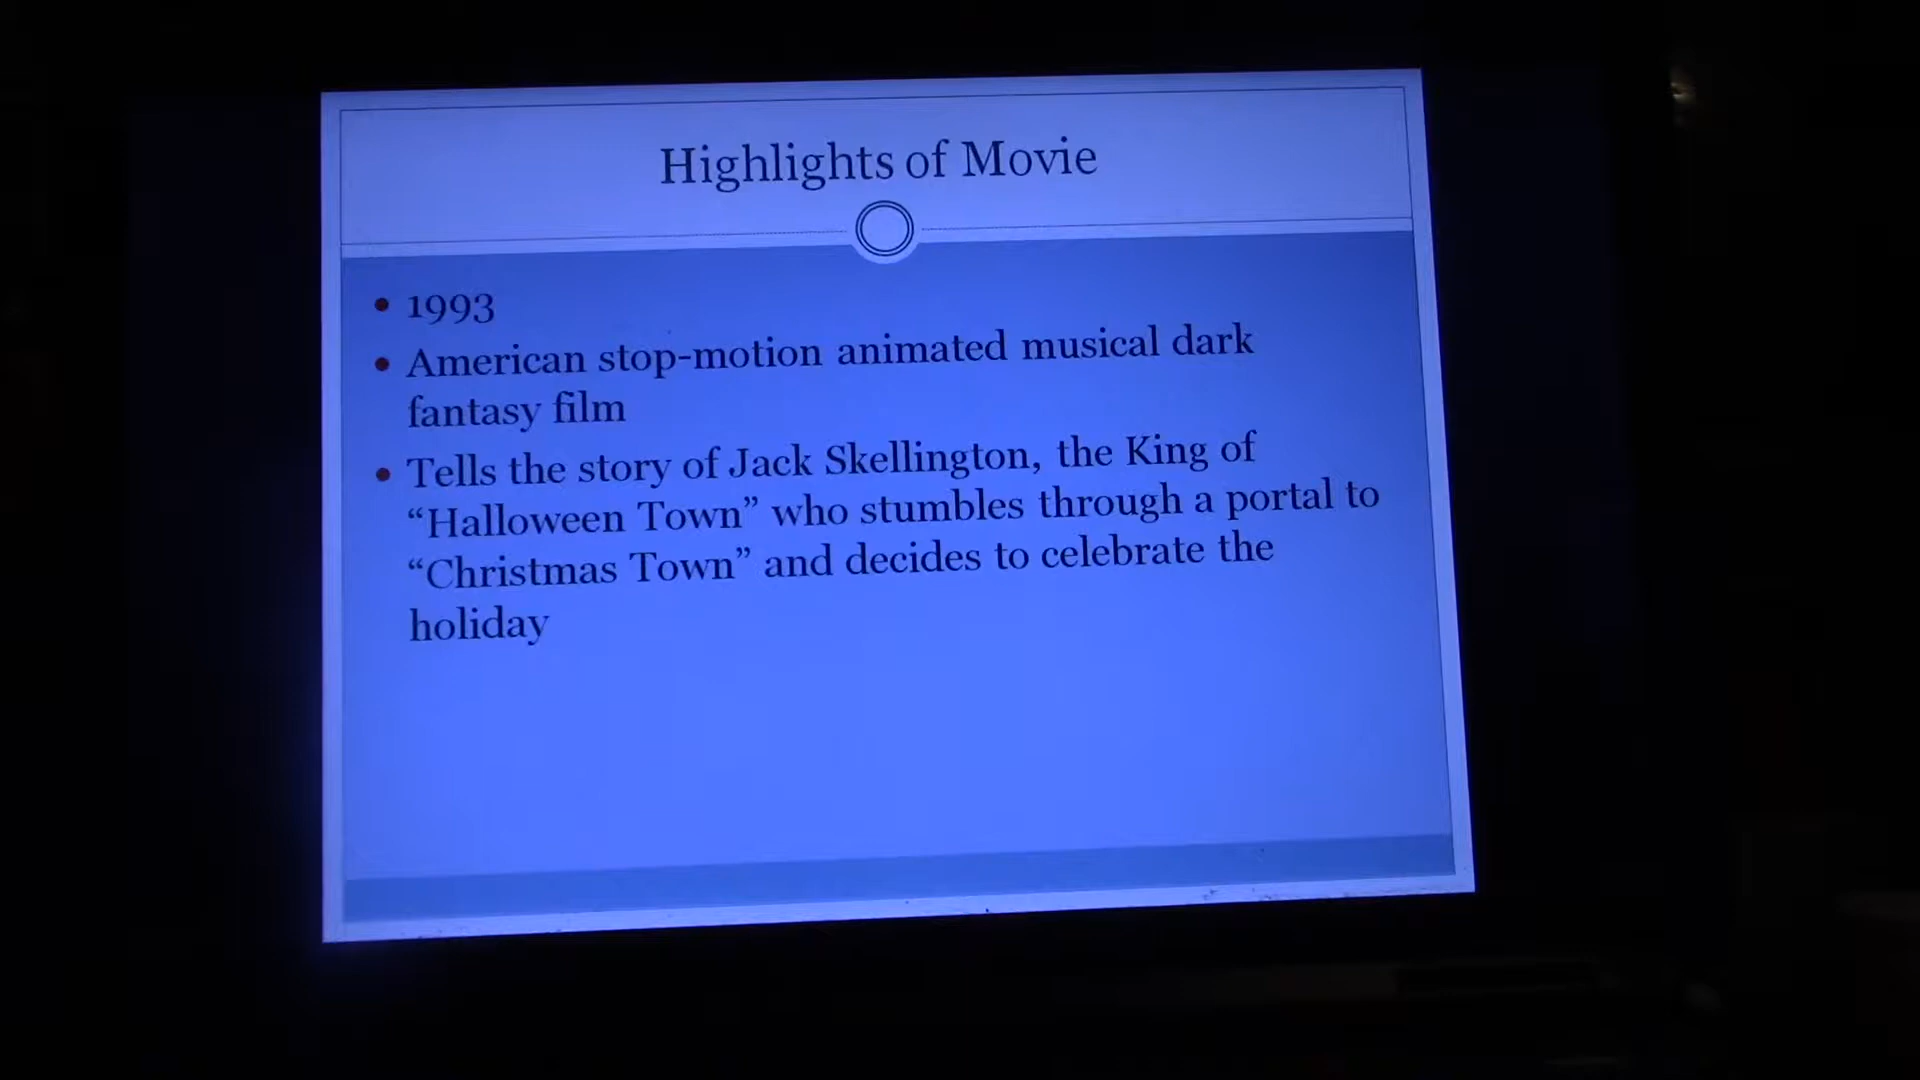 Highlights of Movie
• 1993
• American stop-motion animated musical dark
fantasy film
• Tells the story of Jack Skellington, the King of
“Halloween Town” who stumbles through a portal to
“Christmas Town” and decides to celebrate the
holiday